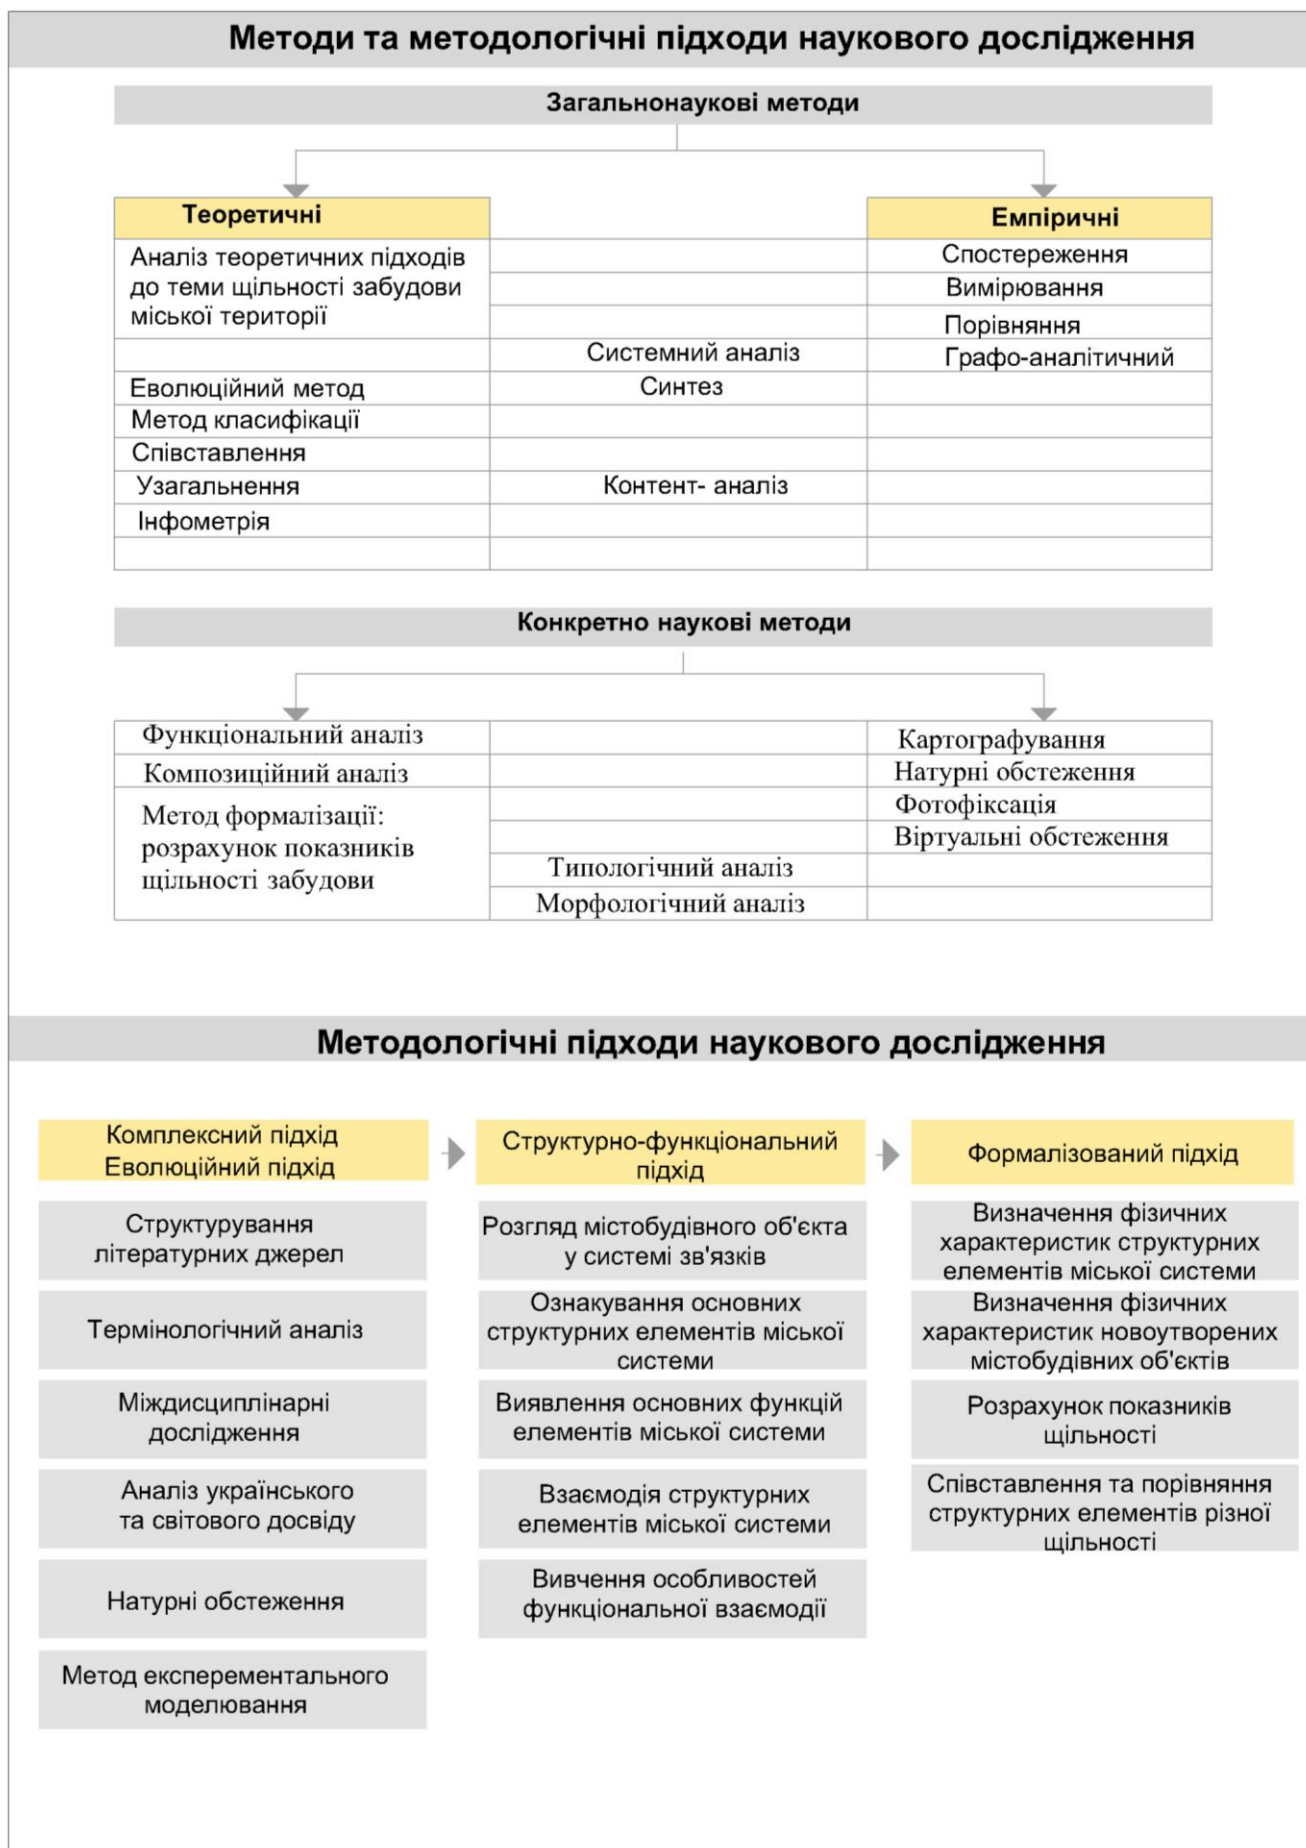 Методи та методологічні підходи наукового дослідження
Загальнонаукові методи
Теоретичні
Емпіричні
Аналіз теоретичних підходів
до теми щільності забудови
міської території
Спостереження
Вимірювання
Порівняння
Системний аналіз
Графо-аналітичний
Еволюційний метод
Синтез
Метод класифікації
Співставлення
Узагальнення
Контент- аналіз
Інфометрія
Конкретно наукові методи
Функціональний аналіз
Картографування
Композиційний аналіз
Натурні обстеження
Метод формалізації:
розрахунок показників
щільності забудови
Фотофіксація
Віртуальні обстеження
Типологічний аналіз
Морфологічний аналіз
Методологічні підходи наукового дослідження
Комплексний підхід
Еволюційний підхід
Структурування
літературних джерел
Термінологічний аналіз
Міждисциплінарні
дослідження
Аналіз українського
та світового досвіду
Натурні обстеження
Метод експерементального
моделювання
Структурно-функціональний
підхід
Розгляд містобудівного об'єкта
у системі зв'язків
Ознакування основних
структурних елементів міської
системи
Виявлення основних функцій
елементів міської системи
Взаємодія структурних
елементів міської системи
Вивчення особливостей
функціональної взаємодії
Формалізований підхід
Визначення фізичних
характеристик структурних
елементів міської системи
Визначення фізичних
характеристик новоутворених
містобудівних об'єктів
Розрахунок показників
щільності
Співставлення та порівняння
структурних елементів різної
щільності